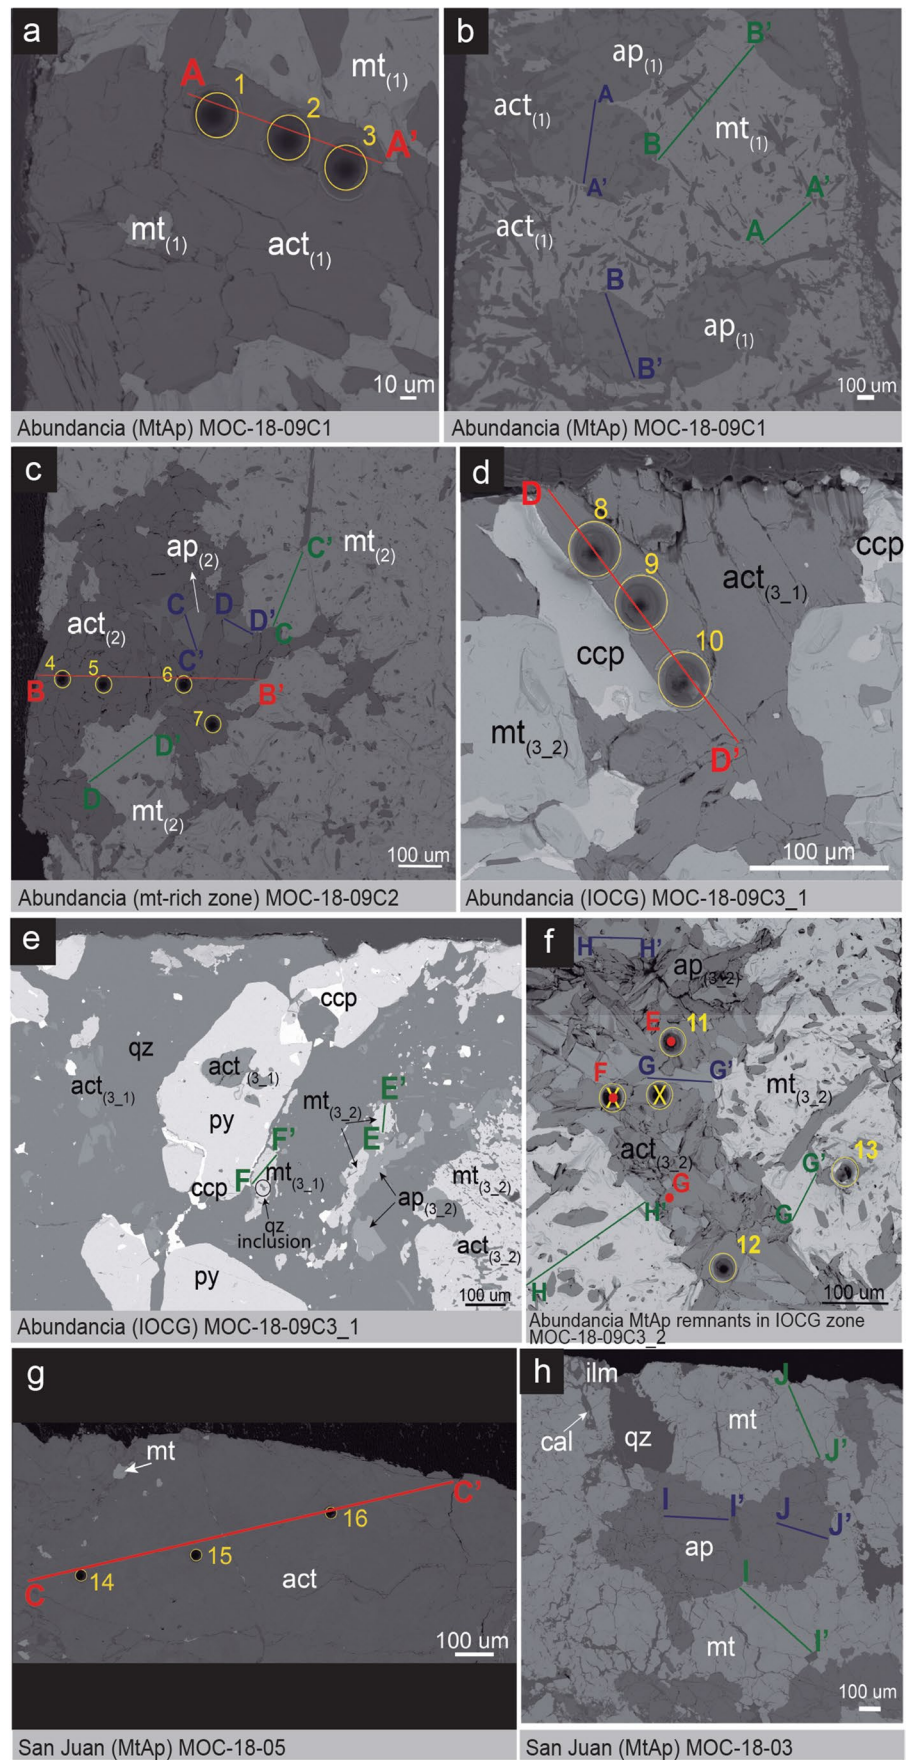 a
A
1
2
3
A'
mt(1)
mt(1)
act(1)
10 um
Abundancia (MtAp) MOC-18-09C1
b
ap(1)
B'
act(1)
A
mt(1)
B
A'
A'
act(1)
A
B
ap(1)
B'
100 um
Abundancia (MtAp) MOC-18-09C1
c
ap(2)
C'
mt(2)
C
D
act(2)
D'
C
4
5
6
C'
B
B'
7
D'
D
mt(2)
100 um
Abundancia (mt-rich zone) MOC-18-09C2
d
D
8
ccp
9
act(3_1)
ccp
10
mt(3_2)
D'
100 µm
Abundancia (IOCG) MOC-18-09C3_1
e
ccp
qz
act(3_1)
act(3_1)
E'
mt(3_2)
py
E
F'
F
mt(3_1)
mt(3_2)
ccp
ap(3_2)
qz
inclusion
act(3_2)
py
100 um
Abundancia (IOCG) MOC-18-09C3_1
f
H
H'
ap(3_2)
E
11
F
G
G'
X
X
mt(3_2)
act(3_2)
G'
13
G
H'
G
12
H
100 um
Abundancia MtAp remnants in IOCG zone
MOC-18-09C3_2
g
mt
C'
16
15
14
C
act
100 um
San Juan (MtAp) MOC-18-05
h
ilm
J
mt
cal
qz
J'
I
I'
J
J'
ap
I
I'
mt
100 um
San Juan (MtAp) MOC-18-03